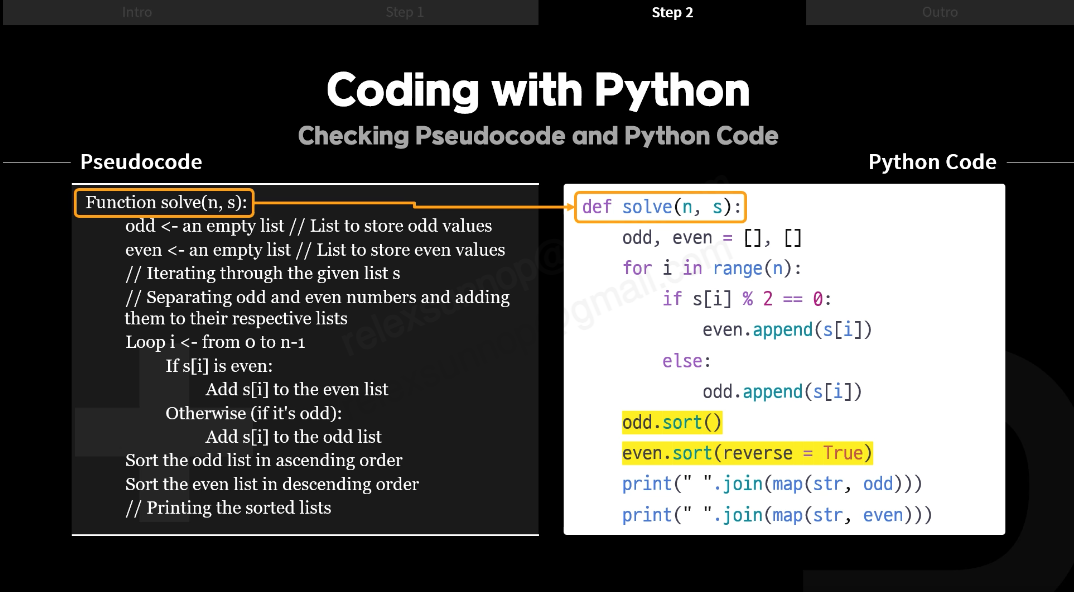 Intro
Step 1
Step 2
Outro
Coding with Python
Checking Pseudocode and Python Code
Pseudocode
Function solve(n, s):
odd <- an empty list // List to store odd values
even <- an empty list // List to store even values
// Iterating through the given list s
// Separating odd and even numbers and adding
them to their respective lists
Loop i <- from 0 to n-1
If s[i] is even:
Add s[i] to the even list
Otherwise (if it's odd):
Add s[i] to the odd list
Sort the odd list in ascending order
Sort the even list in descending order
// Printing the sorted lists
Python Code
def solve(n, s):
odd, even = [], []
for i in range(n):
if s[i] % 2 == 0:
even.append(s[i])
else:
odd.append(s[i])
odd.sort()
even.sort(reverse = True)
print(" ".join(map(str, odd)))
print(" ".join(map(str, even)))